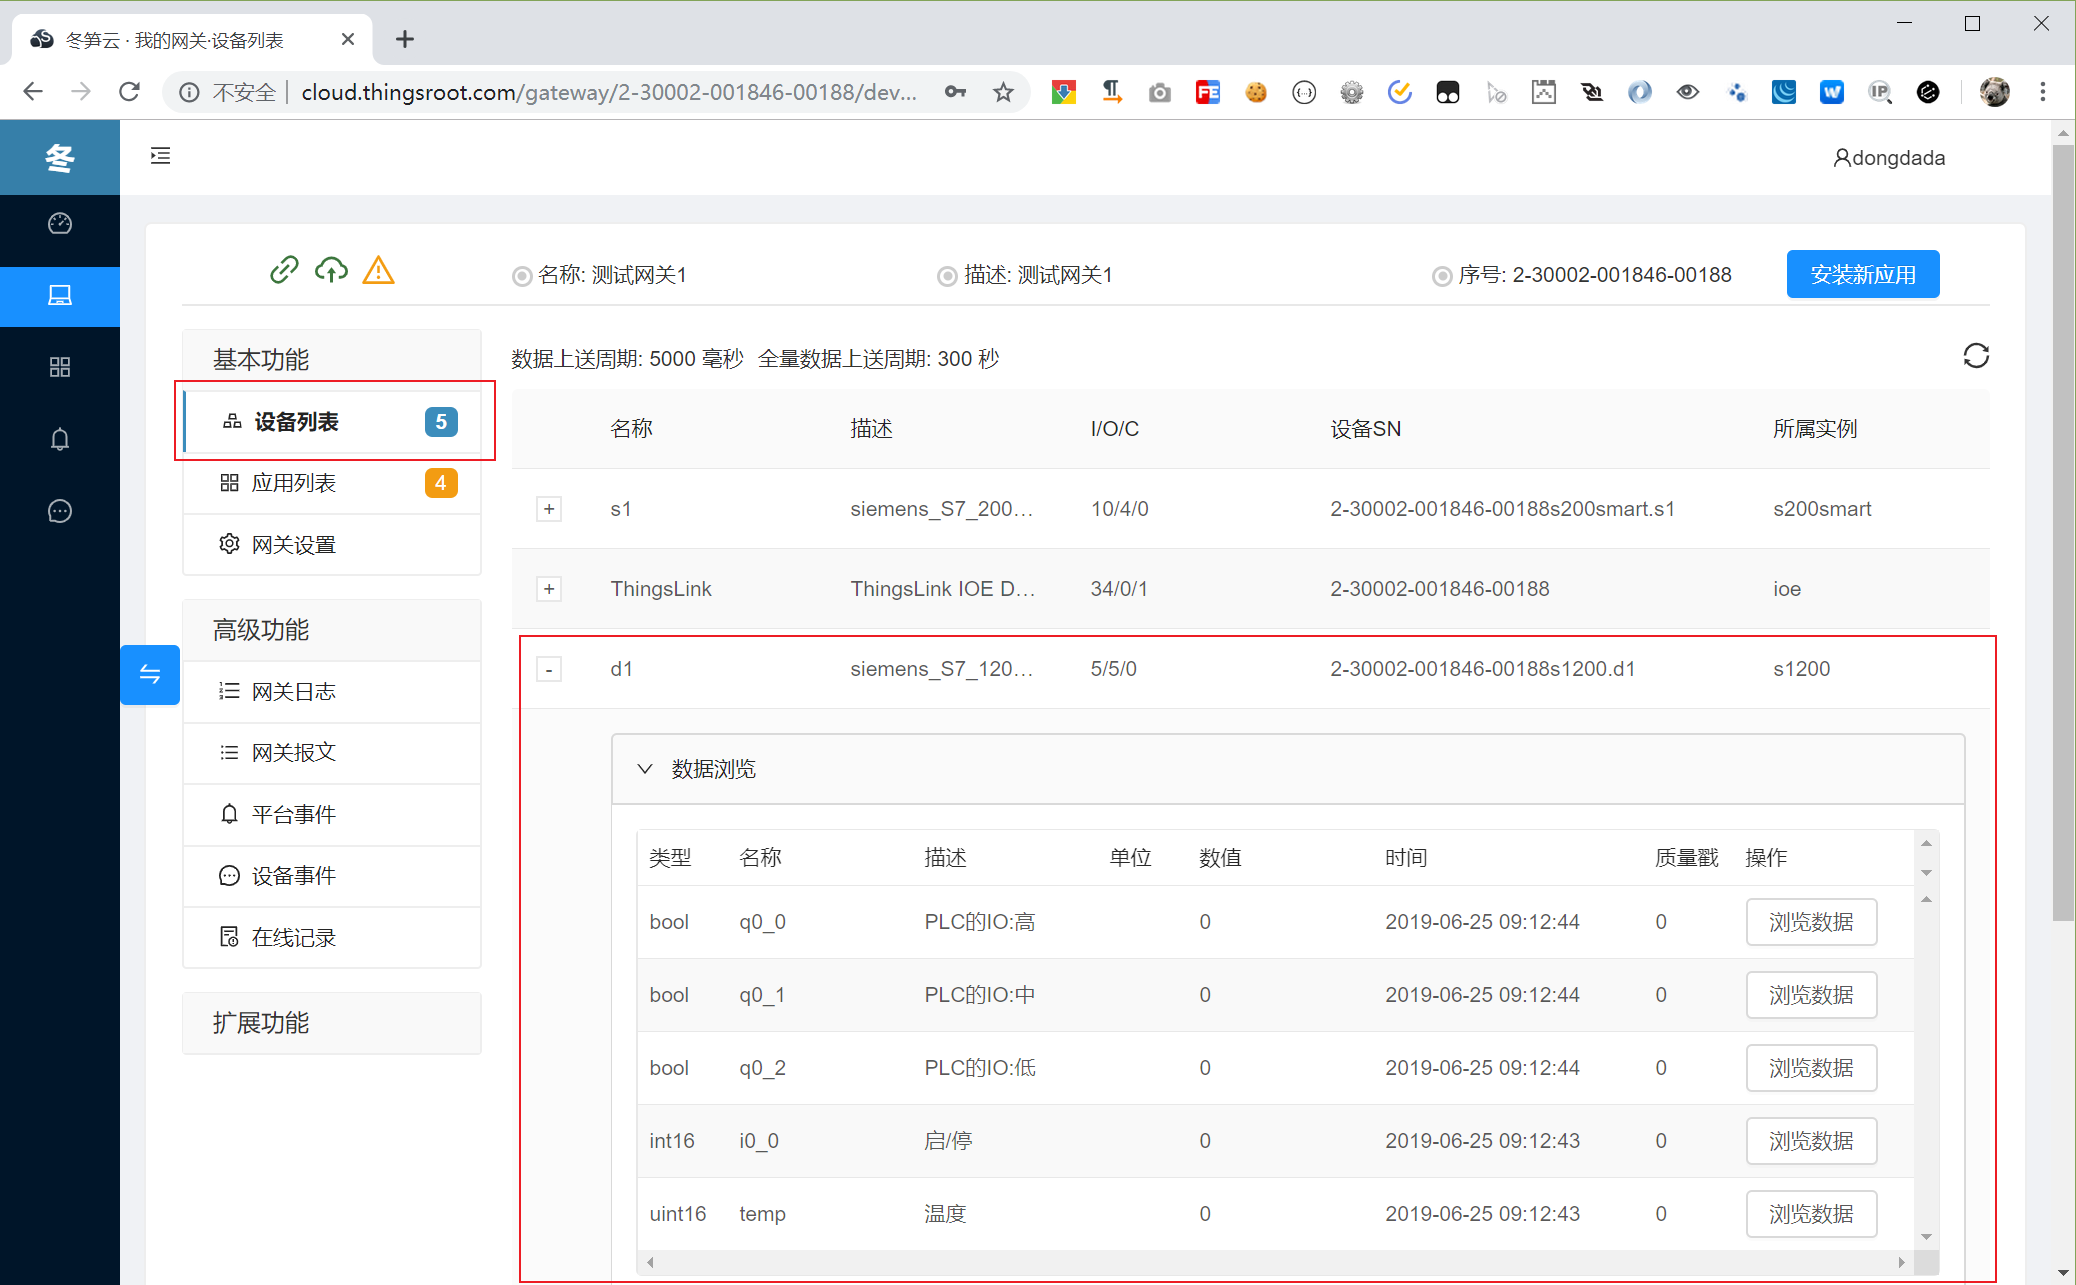 冬笋云 · 我的网关·设备列表
不安全 cloud.thingsroot.com/gateway/2-30002-001846-00188/dev...
冬
dongdada
名称: 测试网关1 描述: 测试网关1 序号: 2-30002-001846-00188 安装新应用
基本功能
设备列表 5
应用列表 4
网关设置
高级功能
网关日志
网关报文
平台事件
设备事件
在线记录
扩展功能
数据上送周期: 5000 毫秒 全量数据上送周期: 300 秒
名称 描述 I/O/C 设备SN 所属实例
+ s1 siemens_S7_200... 10/4/0 2-30002-001846-00188s200smart.s1 s200smart
+ ThingsLink ThingsLink IOE D... 34/0/1 2-30002-001846-00188 ioe
- d1 siemens_S7_120... 5/5/0 2-30002-001846-00188s1200.d1 s1200
数据浏览
类型 名称 描述 单位 数值 时间 质量戳 操作
bool q0_0 PLC的IO:高 0 2019-06-25 09:12:44 0 浏览数据
bool q0_1 PLC的IO:中 0 2019-06-25 09:12:44 0 浏览数据
bool q0_2 PLC的IO:低 0 2019-06-25 09:12:44 0 浏览数据
int16 i0_0 启/停 0 2019-06-25 09:12:43 0 浏览数据
uint16 temp 温度 0 2019-06-25 09:12:43 0 浏览数据